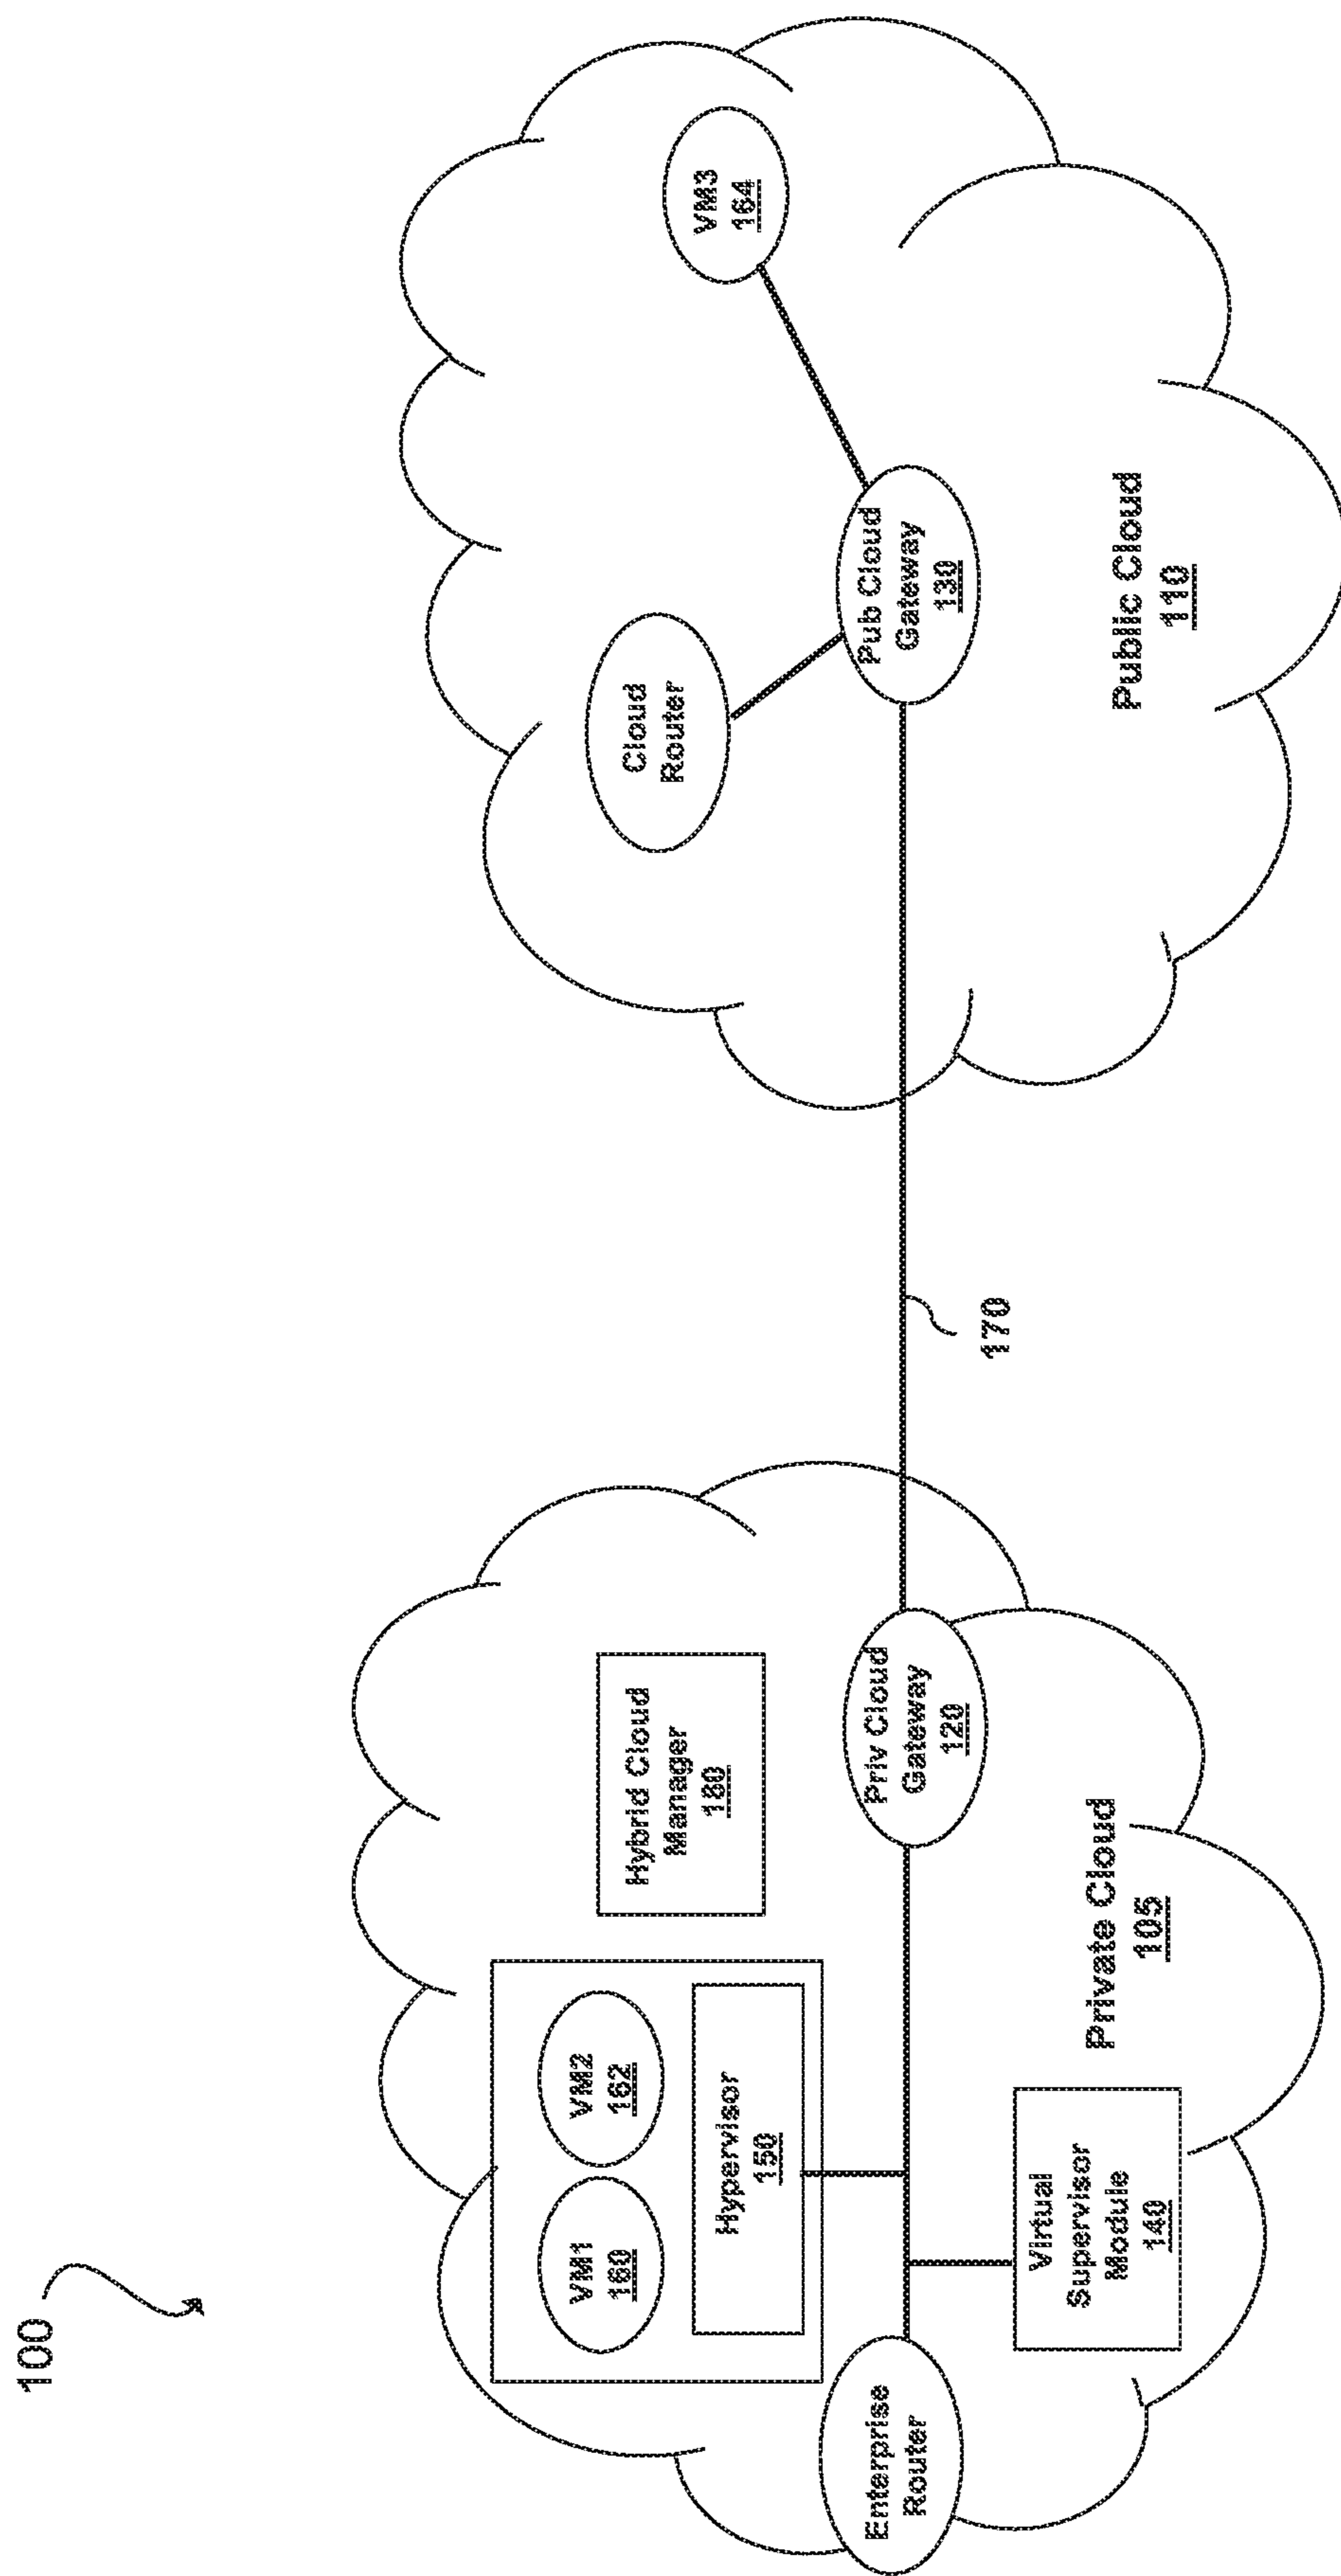 100
VM1
160
VM2
162
Hypervisor
150
Hybrid Cloud
Manager
180
Enterprise
Router
Virtual
Supervisor
Module
140
Priv Cloud
Gateway
120
Private Cloud
105
170
Cloud
Router
VM3
164
Pub Cloud
Gateway
130
Public Cloud
110